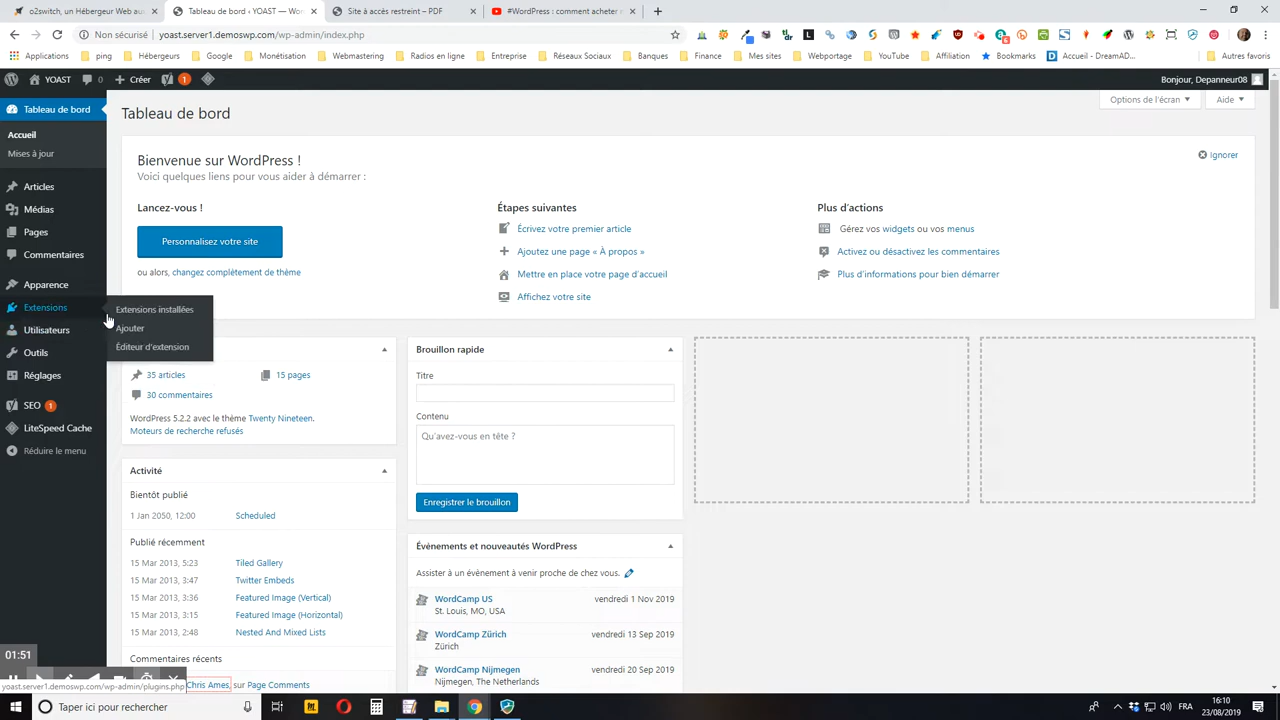 o2switch, un Hébergeur Web aus
Tableau de bord ‹ YOAST — Wor
Site à accès restreint – PDF
#WordPress : comment acheter
Non sécurisé
yoast.server1.demoswp.com/wp-admin/index.php
Applications
ping
Hébergeurs
Google
Monétisation
Webmastering
Radios en ligne
Entreprise
Réseaux Sociaux
Banques
Finance
Mes sites
Webportage
YouTube
Affiliation
Bookmarks
Accueil - DreamAD...
Autres favoris
YOAST
0
Créer
1
Bonjour, Depanneur08
Tableau de bord
Accueil
Mises à jour
Articles
Médias
Pages
Commentaires
Apparence
Extensions
Utilisateurs
Outils
Réglages
SEO 1
LiteSpeed Cache
Réduire le menu
Extensions installées
Ajouter
Éditeur d'extension
Options de l'écran
Aide
Tableau de bord
Bienvenue sur WordPress !
Voici quelques liens pour vous aider à démarrer :
Ignorer
Lancez-vous !
Personnalisez votre site
ou alors, changez complètement de thème
Étapes suivantes
Écrivez votre premier article
Ajoutez une page « À propos »
Mettre en place votre page d'accueil
Affichez votre site
Plus d'actions
Gérez vos widgets ou vos menus
Activez ou désactivez les commentaires
Plus d'informations pour bien démarrer
35 articles
15 pages
30 commentaires
WordPress 5.2.2 avec le thème Twenty Nineteen.
Moteurs de recherche refusés
Activité
Bientôt publié
1 Jan 2050, 12:00 Scheduled
Publié récemment
15 Mar 2013, 5:23 Tiled Gallery
15 Mar 2013, 3:47 Twitter Embeds
15 Mar 2013, 3:36 Featured Image (Vertical)
15 Mar 2013, 3:15 Featured Image (Horizontal)
15 Mar 2013, 2:48 Nested And Mixed Lists
Commentaires récents
Chris Ames, sur Page Comments
Brouillon rapide
Titre
Contenu
Qu'avez-vous en tête ?
Enregistrer le brouillon
Événements et nouveautés WordPress
Assister à un évènement à venir proche de chez vous.
WordCamp US vendredi 1 Nov 2019
St. Louis, MO, USA
WordCamp Zürich vendredi 13 Sep 2019
Zürich
WordCamp Nijmegen vendredi 20 Sep 2019
Nijmegen, The Netherlands
01:51
yoast.server1.demoswp.com/wp-admin/plugins.php
Taper ici pour rechercher
FRA
16:10
23/08/2019